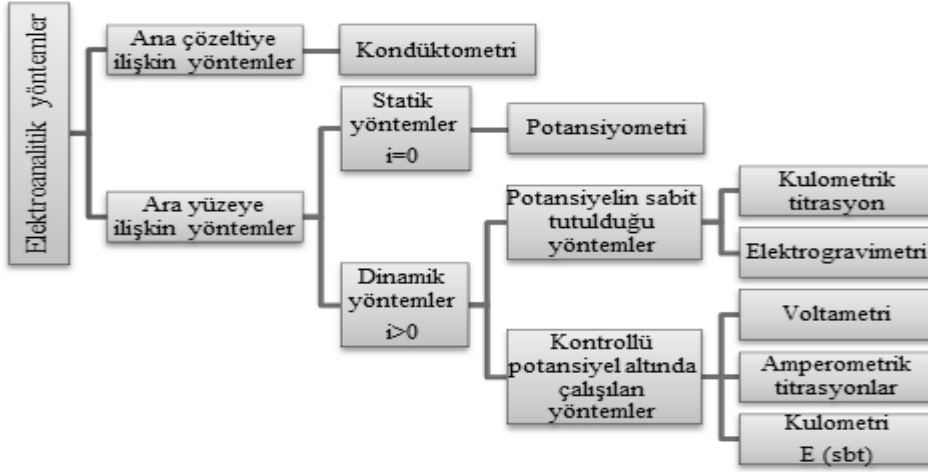 Elektroanalitik yöntemler
Ana çözeltiye
ilişkin yöntemler
Kondüktometri
Ara yüzeye
ilişkin yöntemler
Statik
yöntemler
i=0
Potansiyometri
Dinamik
yöntemler
i>0
Potansiyelin sabit
tutulduğu
yöntemler
Kulometrik
titrasyon
Elektrogravimetri
Kontrollü
potansiyel altında
çalışılan
yöntemler
Voltametri
Amperometrik
titrasyonlar
Kulometri
E (sbt)